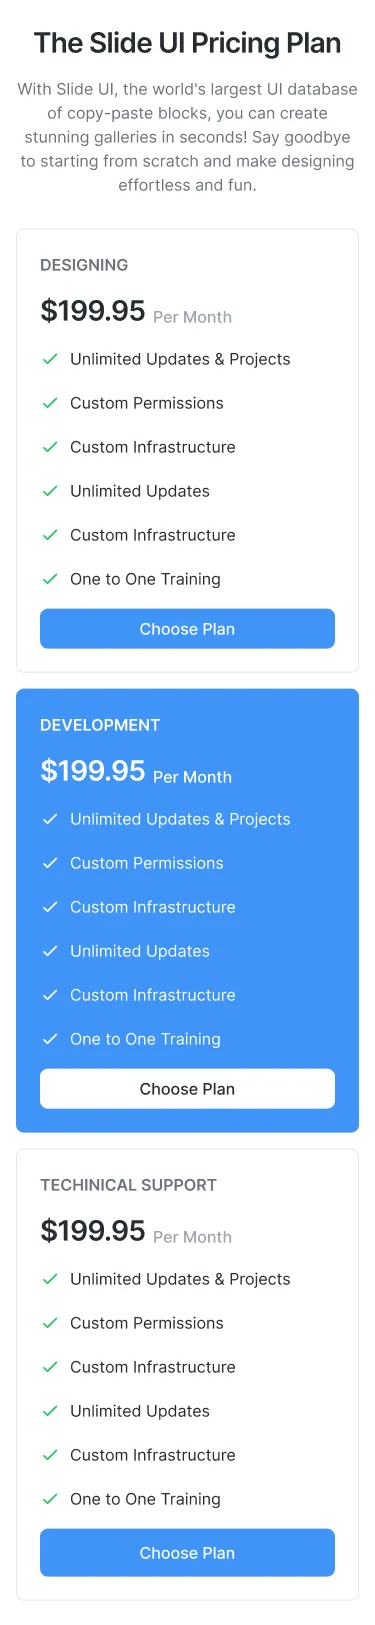 The Slide UI Pricing Plan
With Slide UI, the world's largest UI database
of copy-paste blocks, you can create
stunning galleries in seconds! Say goodbye
to starting from scratch and make designing
effortless and fun.
DESIGNING
$199.95 Per Month
Unlimited Updates & Projects
Custom Permissions
Custom Infrastructure
Unlimited Updates
Custom Infrastructure
One to One Training
Choose Plan
DEVELOPMENT
$199.95 Per Month
Unlimited Updates & Projects
Custom Permissions
Custom Infrastructure
Unlimited Updates
Custom Infrastructure
One to One Training
Choose Plan
TECHINICAL SUPPORT
$199.95 Per Month
Unlimited Updates & Projects
Custom Permissions
Custom Infrastructure
Unlimited Updates
Custom Infrastructure
One to One Training
Choose Plan